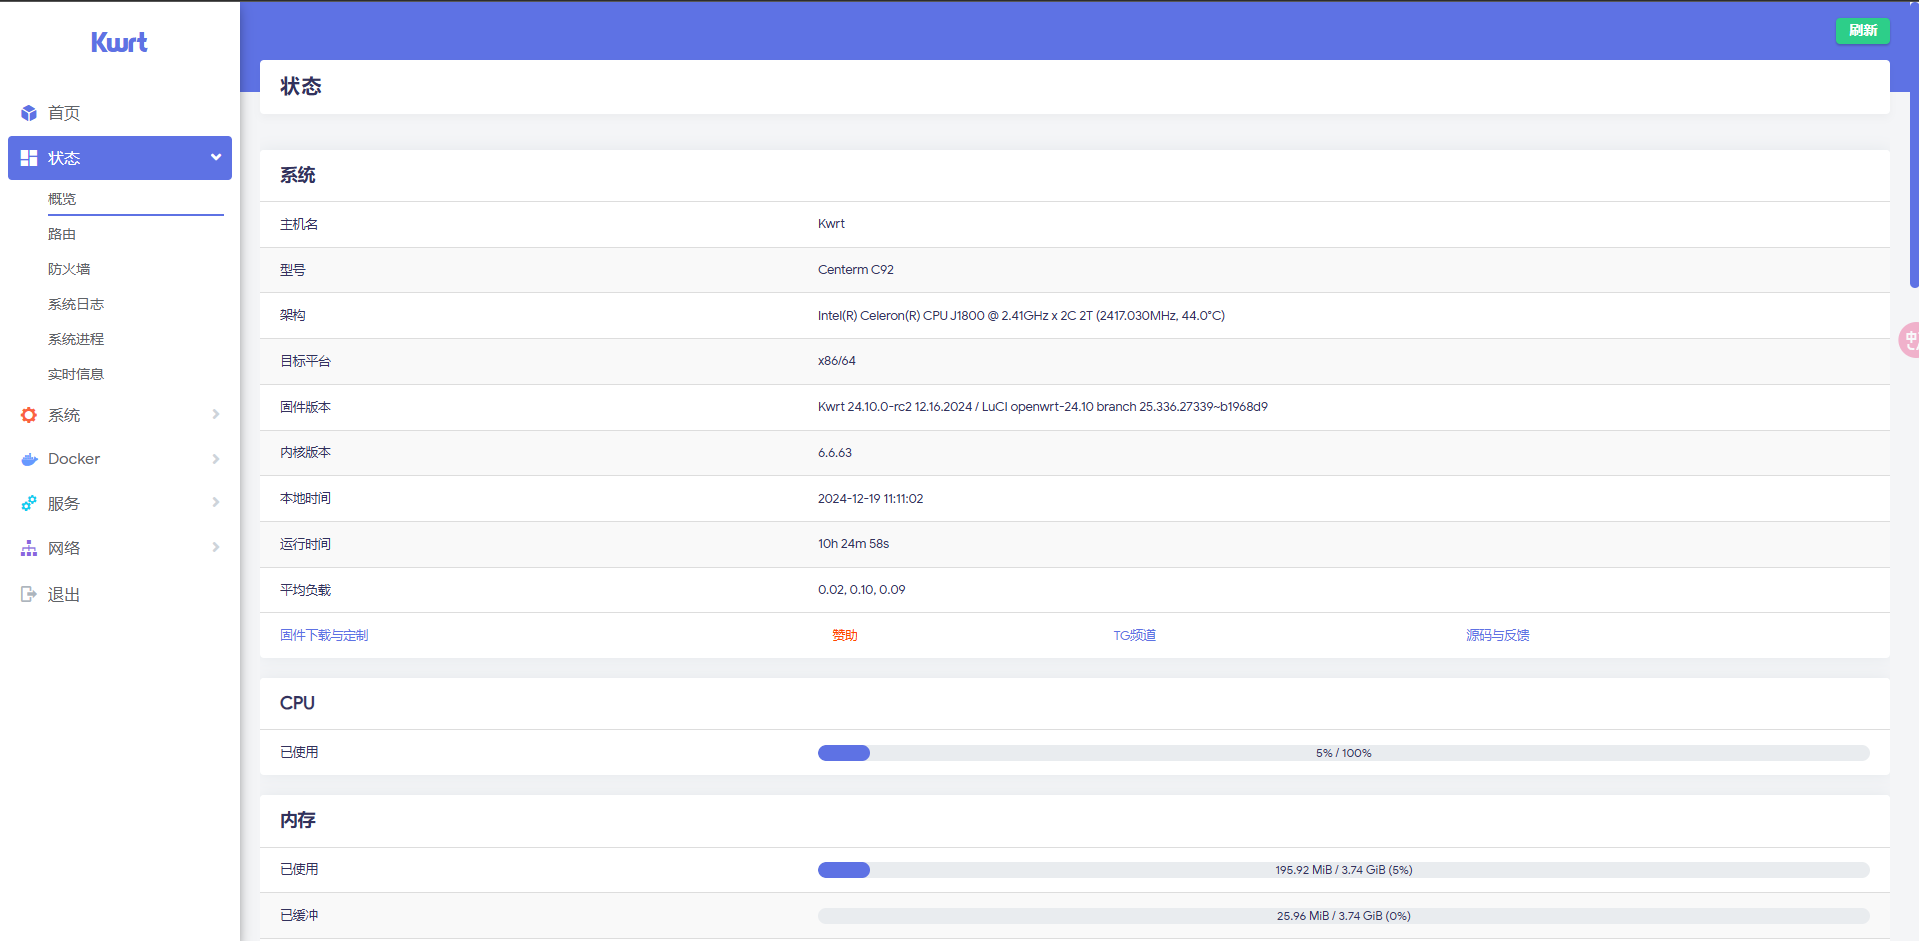 Kwrt
刷新
首页
状态
概览
路由
防火墙
系统日志
系统进程
实时信息
系统
Docker
服务
网络
退出
状态
系统
主机名 Kwrt
型号 Centerm C92
架构 Intel(R) Celeron(R) CPU J1800 @ 2.41GHz x 2C 2T (2417.030MHz, 44.0°C)
目标平台 x86/64
固件版本 Kwrt 24.10.0-rc2 12.16.2024 / LuCI openwrt-24.10 branch 25.336.27339~b1968d9
内核版本 6.6.63
本地时间 2024-12-19 11:11:02
运行时间 10h 24m 58s
平均负载 0.02, 0.10, 0.09
固件下载与定制 赞助 TG频道 源码与反馈
CPU
已使用 5% / 100%
内存
已使用 195.92 MiB / 3.74 GiB (5%)
已缓冲 25.96 MiB / 3.74 GiB (0%)
中